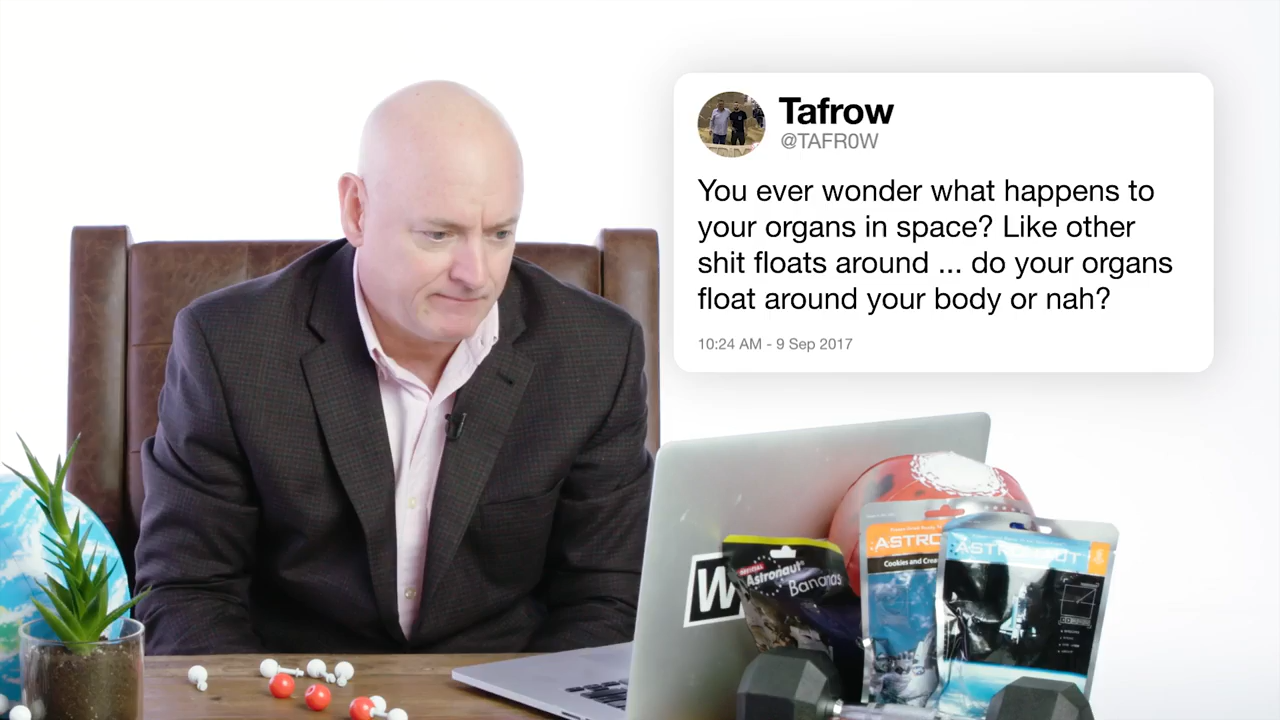 Tafrow
@TAFR0W
You ever wonder what happens to
your organs in space? Like other
shit floats around ... do your organs
float around your body or nah?
10:24 AM - 9 Sep 2017
W
Astronaut
Bananas
ASTRO
Cookies and Crea
ASTRONAUT